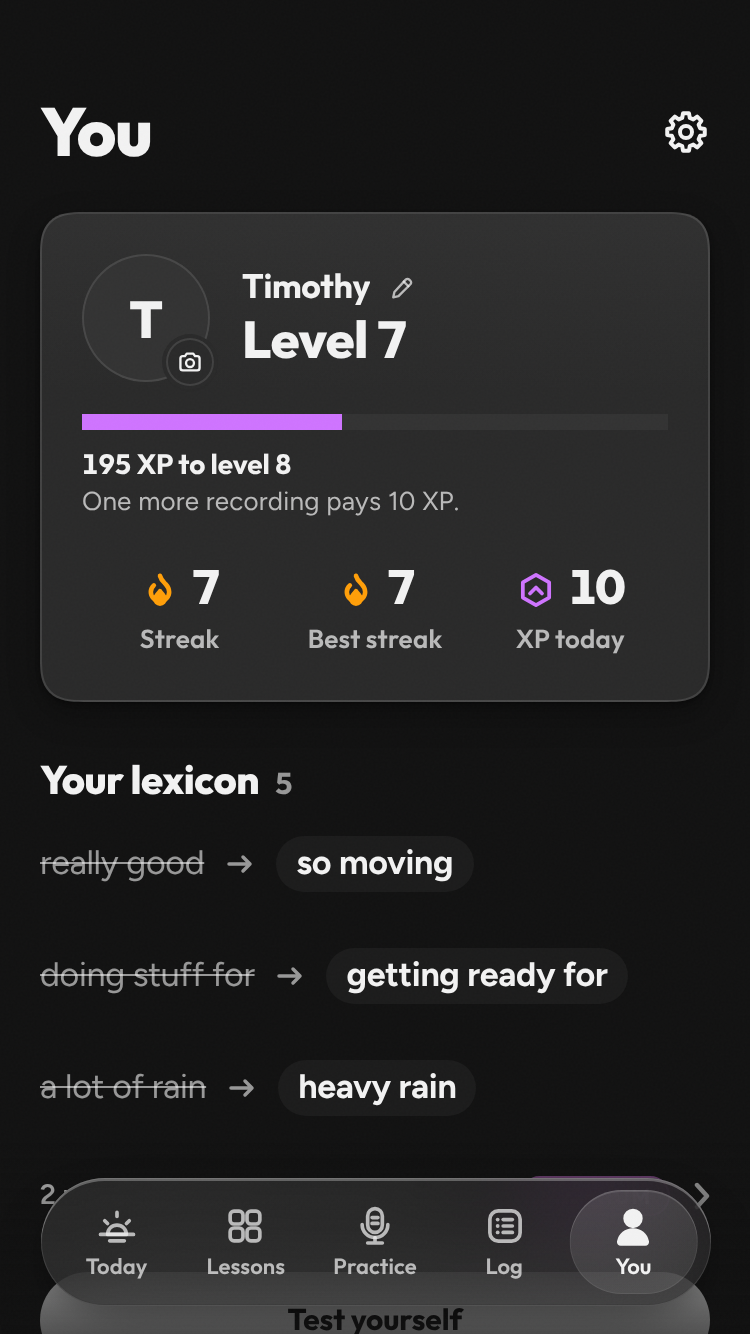 You
T
Timothy
Level 7
195 XP to level 8
One more recording pays 10 XP.
7 7 10
Streak Best streak XP today
Your lexicon 5
really good → so moving
doing stuff for → getting ready for
a lot of rain → heavy rain
2
Today Lessons Practice Log You
Test yourself